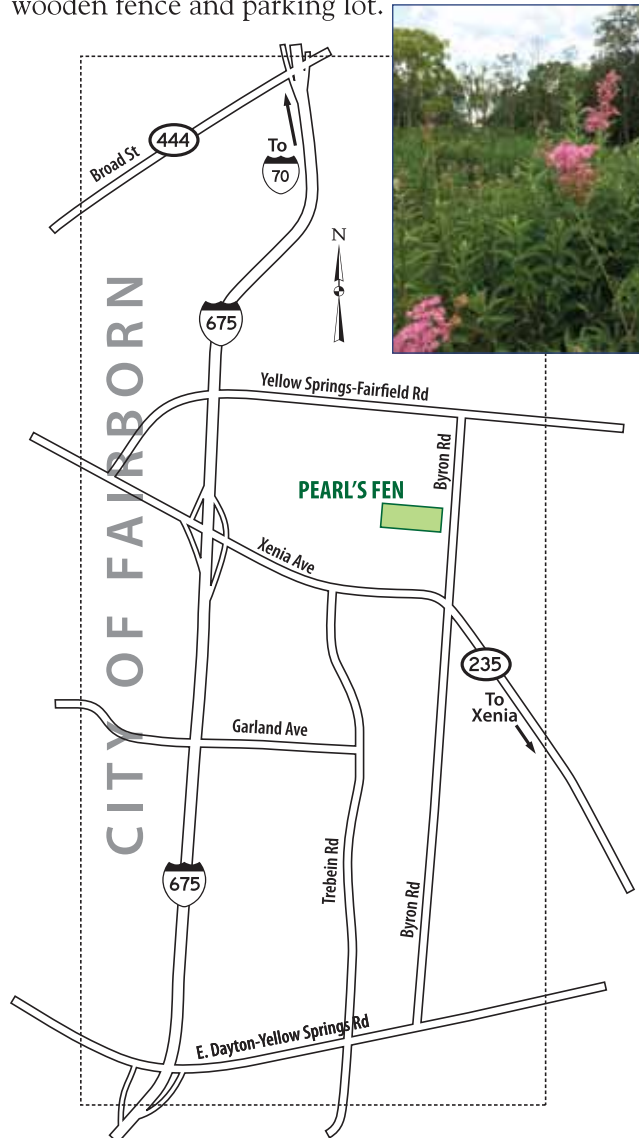 wooden fence and parking lot.
444
Broad St
To
70
N
675
CITY OF FAIRBORN
Yellow Springs-Fairfield Rd
Byron Rd
PEARL'S FEN
Xenia Ave
235
To
Xenia
Garland Ave
Trebein Rd
675
Byron Rd
E. Dayton-Yellow Springs Rd